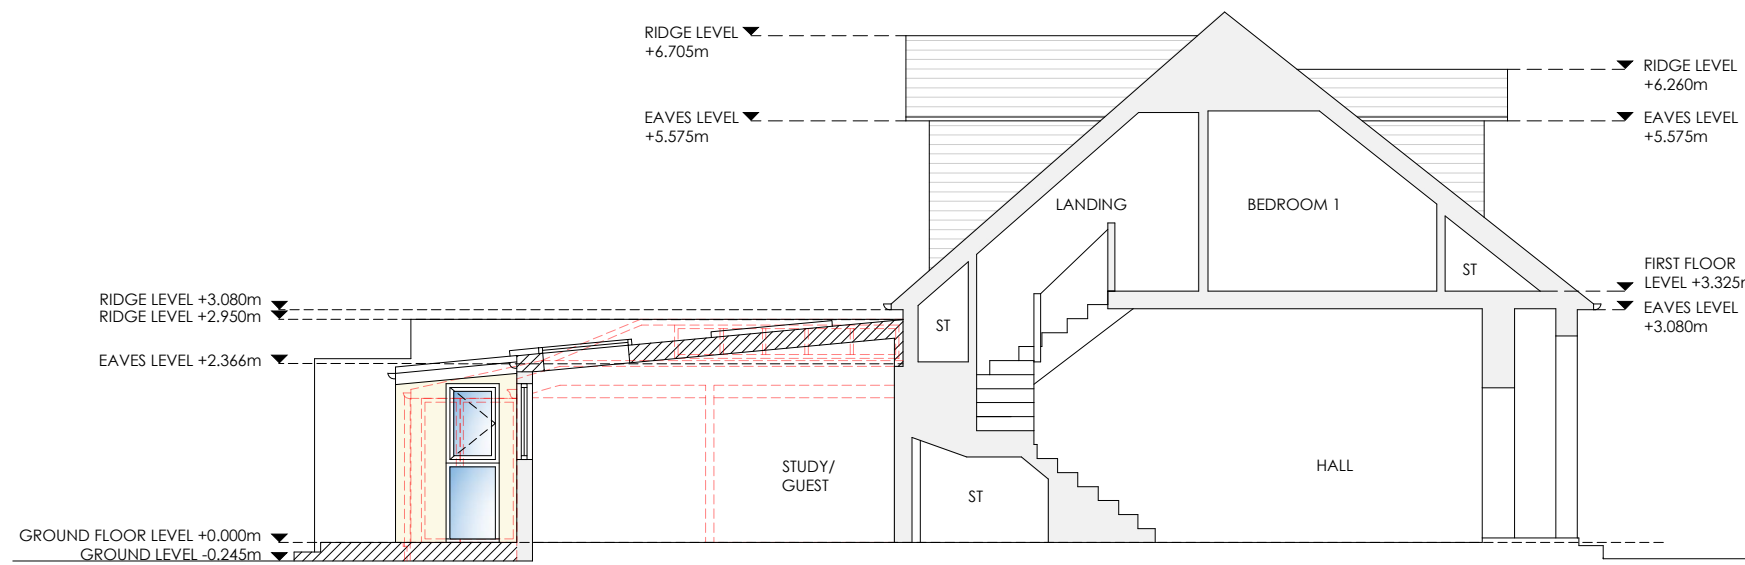 RIDGE LEVEL
+6.705m
RIDGE LEVEL
+6.260m
EAVES LEVEL
+5.575m
EAVES LEVEL
+5.575m
LANDING
BEDROOM 1
ST
FIRST FLOOR
LEVEL +3.325m
RIDGE LEVEL +3.080m
RIDGE LEVEL +2.950m
EAVES LEVEL
+3.080m
ST
EAVES LEVEL +2.366m
STUDY/
GUEST
HALL
ST
GROUND FLOOR LEVEL +0.000m
GROUND LEVEL -0.245m